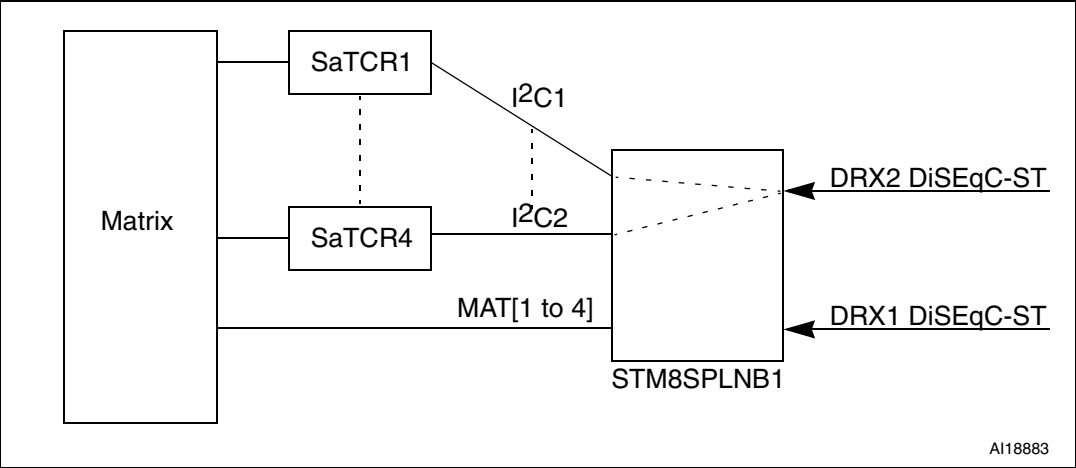 SaTCR1
I²C1
DRX2 DiSEqC-ST
Matrix
I²C2
SaTCR4
MAT[1 to 4]
DRX1 DiSEqC-ST
STM8SPLNB1
AI18883